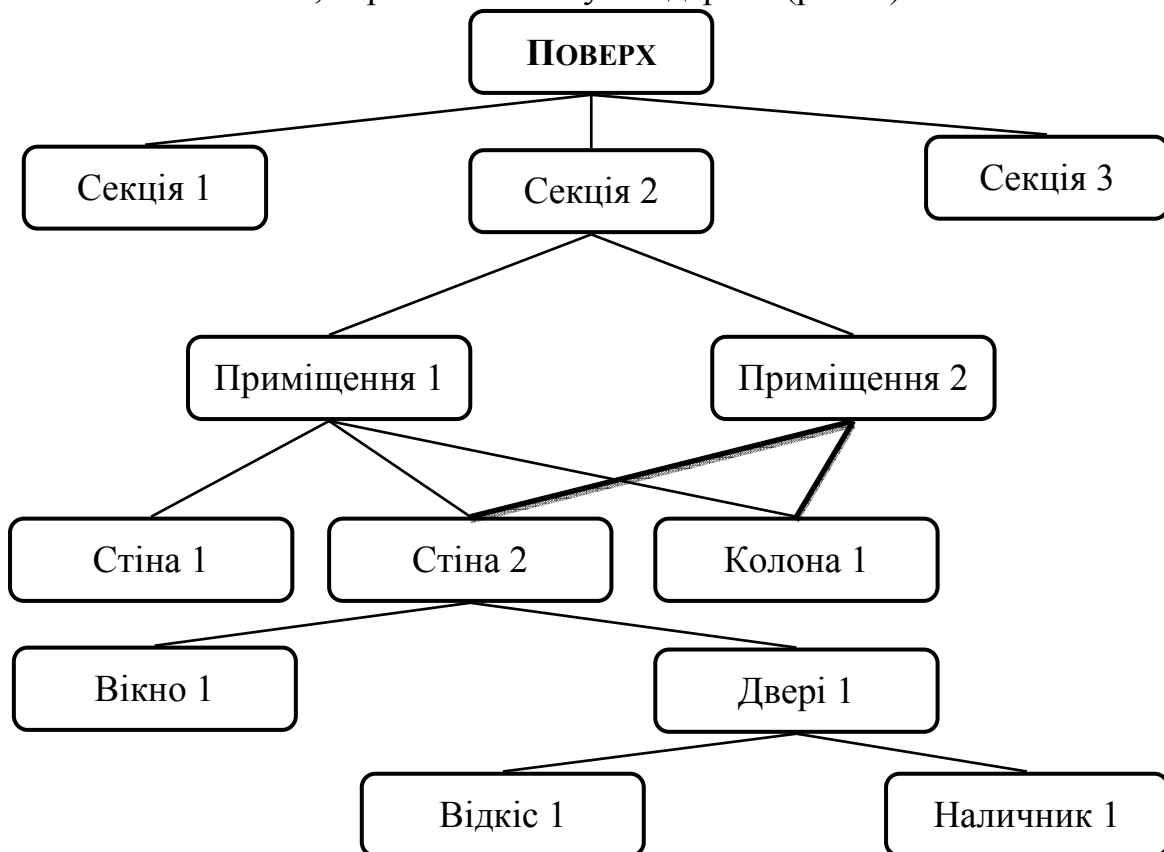 ПОВЕРХ
Секція 1
Секція 2
Секція 3
Приміщення 1
Приміщення 2
Стіна 1
Стіна 2
Колона 1
Вікно 1
Двері 1
Відкіс 1
Наличник 1